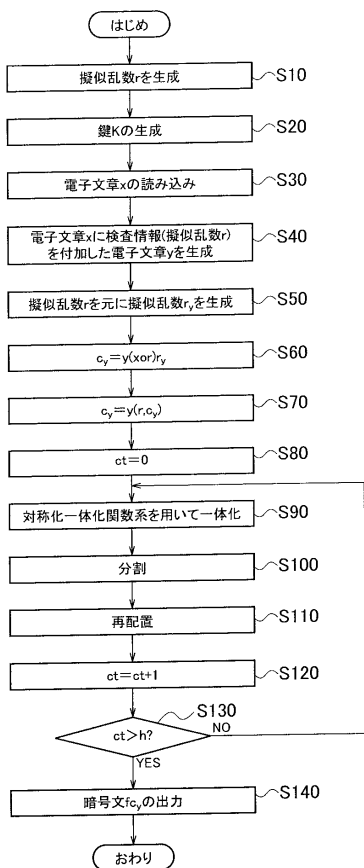 はじめ
擬似乱数rを生成 S10
鍵Kの生成 S20
電子文章xの読み込み S30
電子文章xに検査情報(擬似乱数r)
を付加した電子文章yを生成 S40
擬似乱数rを元に擬似乱数ryを生成 S50
cy=y(xor)ry S60
cy=y(r,cy) S70
ct=0 S80
対称化一体化関数系を用いて一体化 S90
分割 S100
再配置 S110
ct=ct+1 S120
S130
ct>h? NO
YES
暗号文fcyの出力 S140
おわり